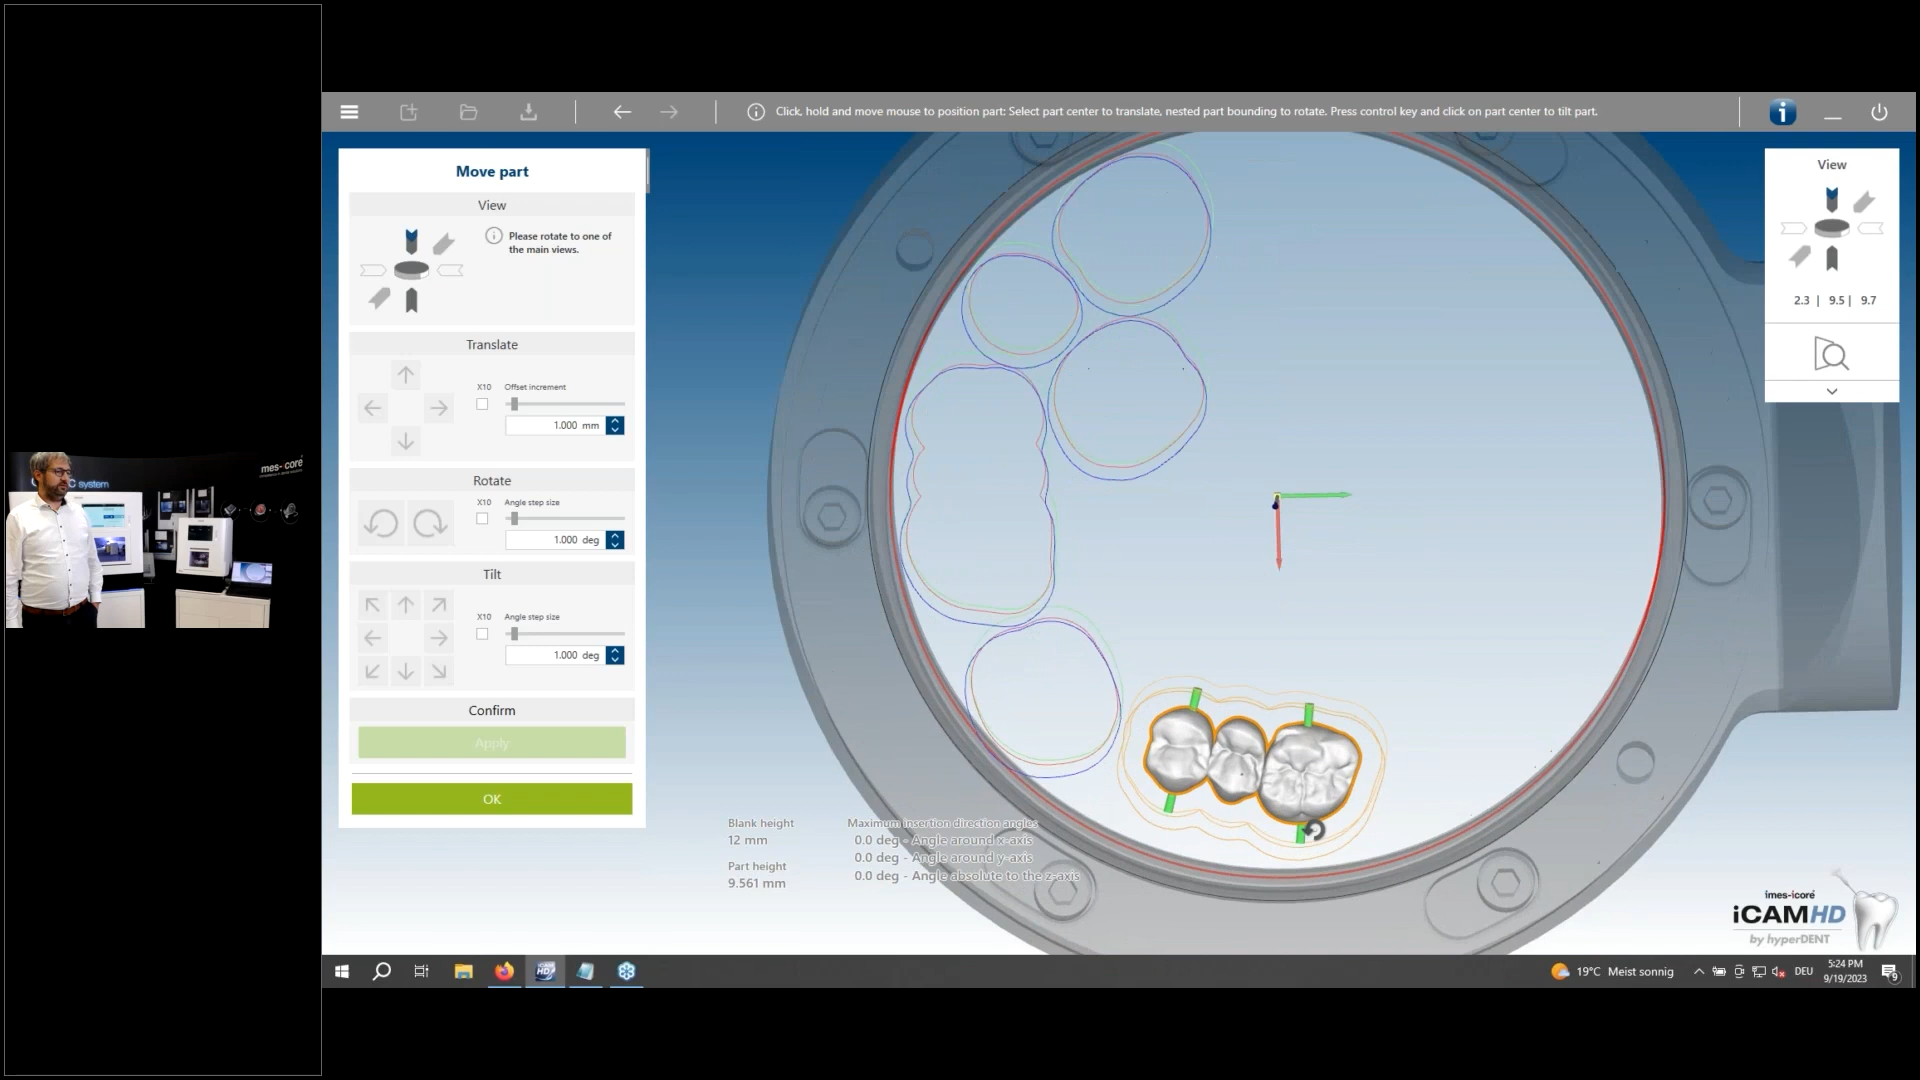 mes-icore
system
Click, hold and move mouse to position part: Select part center to translate, nested part bounding to rotate. Press control key and click on part center to tilt part.
Move part
View
Please rotate to one of
the main views.
Translate
X10 Offset increment
1.000 mm
Rotate
X10 Angle step size
1.000 deg
Tilt
X10 Angle step size
1.000 deg
Confirm
Apply
OK
View
2.3 | 9.5 | 9.7
Blank height
12 mm
Part height
9.561 mm
Maximum insertion direction angles
0.0 deg - Angle around x-axis
0.0 deg - Angle around y-axis
0.0 deg - Angle absolute to the z-axis
imes-icore
iCAMHD
by hyperDENT
HD
19°C Meist sonnig
DEU
5:24 PM
9/19/2023
9